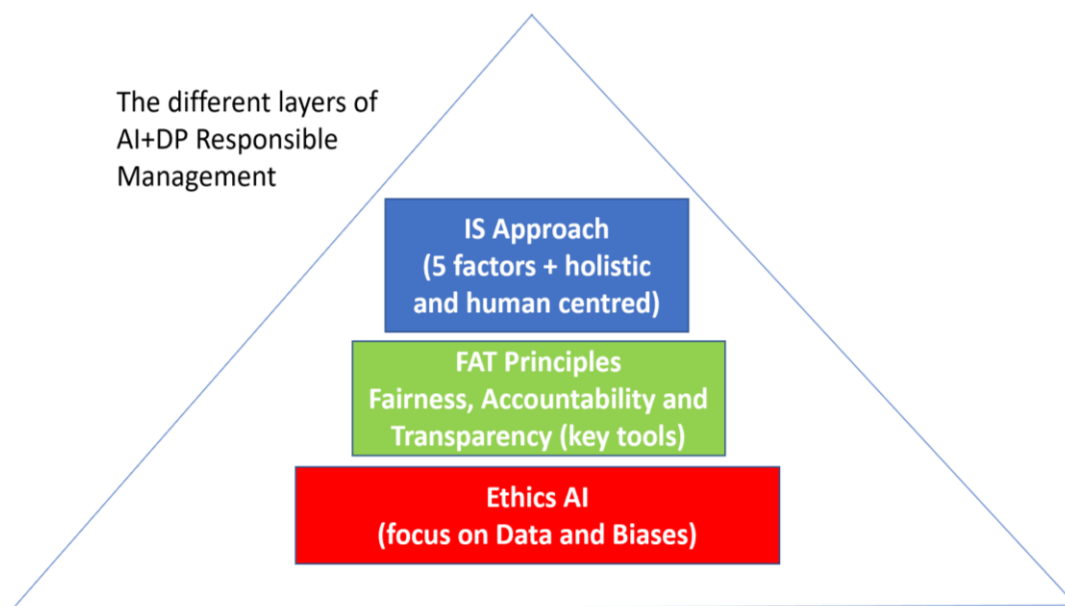 The different layers of
AI+DP Responsible
Management
IS Approach
(5 factors + holistic
and human centred)
FAT Principles
Fairness, Accountability and
Transparency (key tools)
Ethics AI
(focus on Data and Biases)